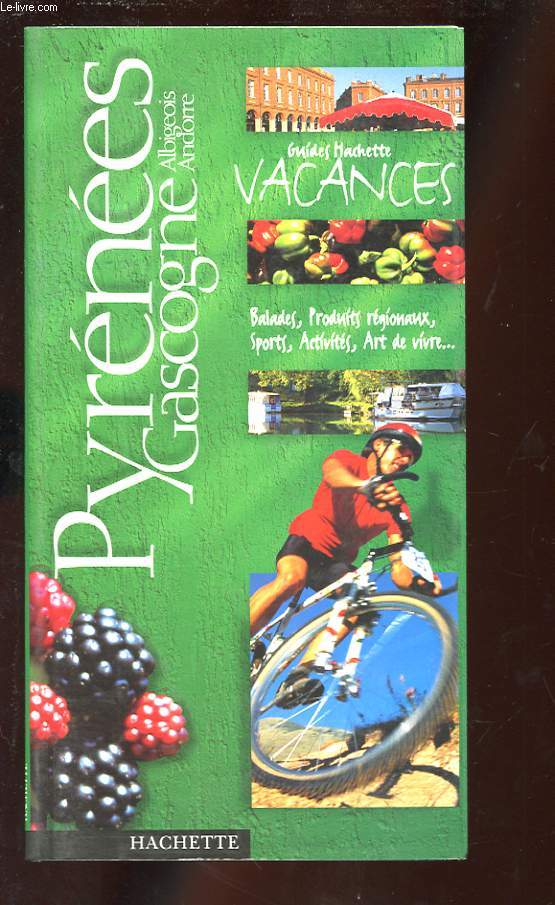 Le-livre.com
Pyrénées
Gascogne
Albigeois
Andorre
Guides Hachette
VACANCES
Balades, Produits régionaux,
Sports, Activités, Art de vivre...
HACHETTE